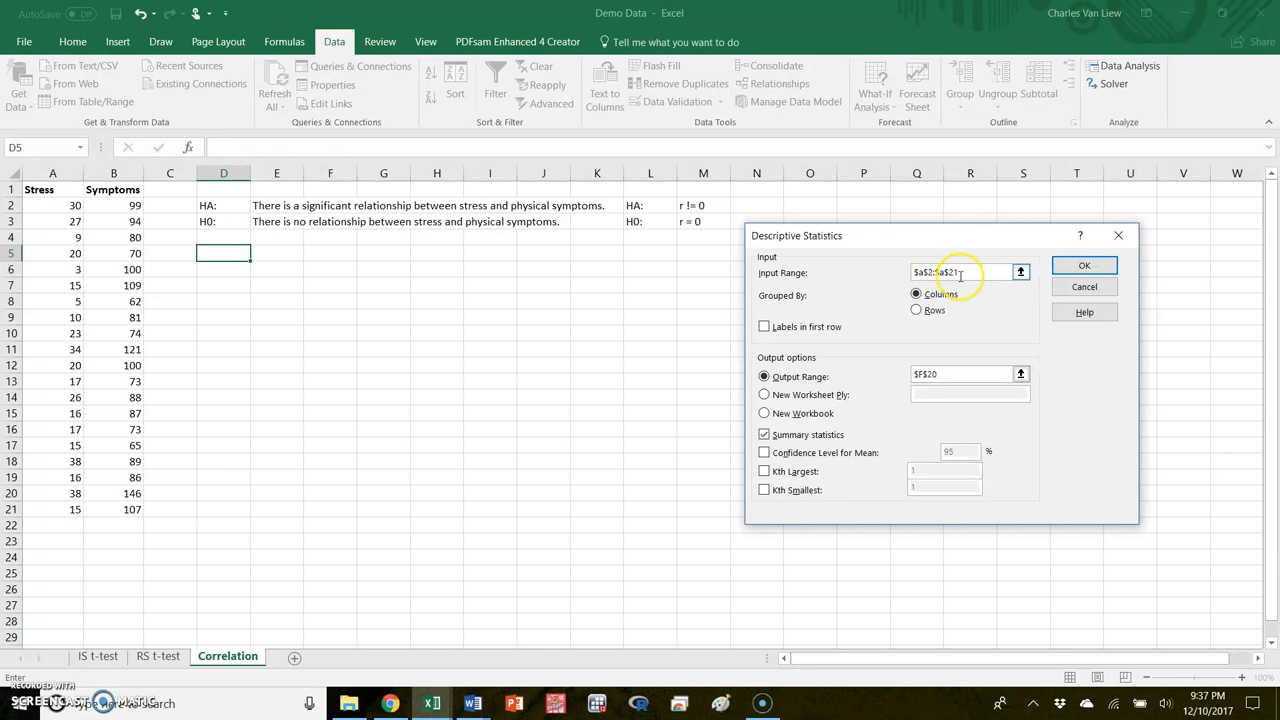 AutoSave Off
Demo Data - Excel
Charles Van Liew
File Home Insert Draw Page Layout Formulas Data Review View PDFsam Enhanced 4 Creator Tell me what you want to do
Share
Get Data
From Text/CSV
From Web
From Table/Range
Recent Sources
Existing Connections
Get & Transform Data
Refresh All
Queries & Connections
Properties
Edit Links
Queries & Connections
Sort
Filter
Clear
Reapply
Advanced
Sort & Filter
Text to Columns
Flash Fill
Remove Duplicates
Data Validation
Consolidate
Relationships
Manage Data Model
Data Tools
What-If Analysis
Forecast Sheet
Forecast
Group
Ungroup
Subtotal
Outline
Data Analysis
Solver
Analyze
D5 fx
A B C D E F G H I J K L M N O P Q R S T U V W
1 Stress Symptoms
2 30 99 HA: There is a significant relationship between stress and physical symptoms. HA: r != 0
3 27 94 H0: There is no relationship between stress and physical symptoms. H0: r = 0
4 9 80
5 20 70
6 3 100
7 15 109
8 5 62
9 10 81
10 23 74
11 34 121
12 20 100
13 17 73
14 26 88
15 16 87
16 17 73
17 15 65
18 38 89
19 16 86
20 38 146
21 15 107
22
23
24
25
26
27
28
29
Descriptive Statistics ?
Input
Input Range: $a$2:$a$21
Grouped By: Columns
Rows
Labels in first row
Output options
Output Range: $F$20
New Worksheet Ply:
New Workbook
Summary statistics
Confidence Level for Mean: 95 %
Kth Largest: 1
Kth Smallest: 1
OK
Cancel
Help
IS t-test RS t-test Correlation
Enter
100%
RECORDED WITH
SCREENCAST MATIC
here to search
9:37 PM
12/10/2017